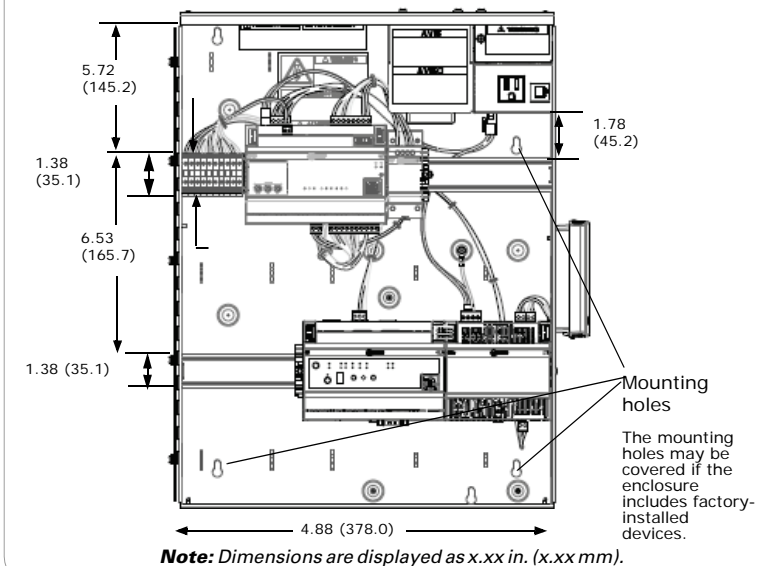 5.72
(145.2)
1.78
(45.2)
1.38
(35.1)
6.53
(165.7)
1.38 (35.1)
Mounting
holes
The mounting
holes may be
covered if the
enclosure
includes factory-
installed
devices.
4.88 (378.0)
Note: Dimensions are displayed as x.xx in. (x.xx mm).